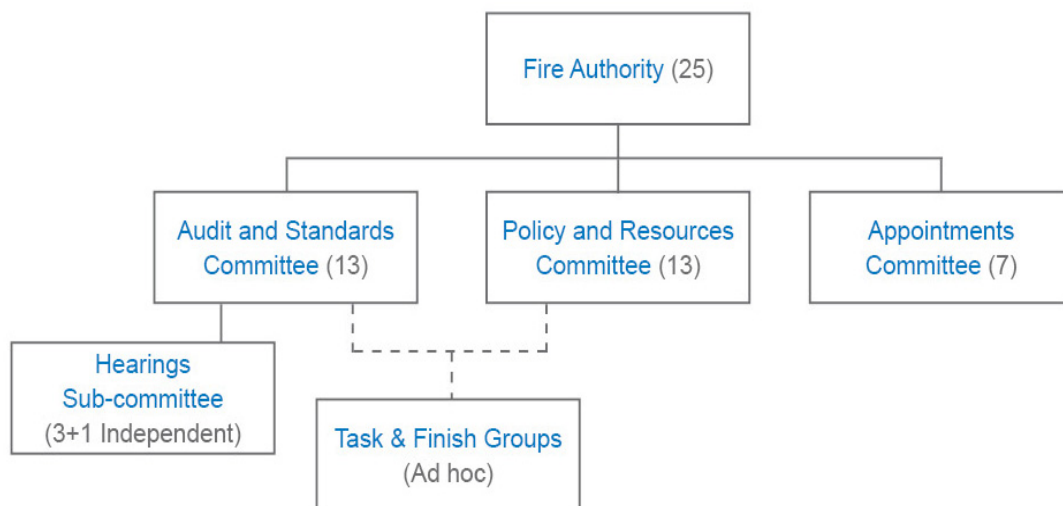 Fire Authority (25)
Audit and Standards
Committee (13)
Policy and Resources
Committee (13)
Appointments
Committee (7)
Hearings
Sub-committee
(3+1 Independent)
Task & Finish Groups
(Ad hoc)